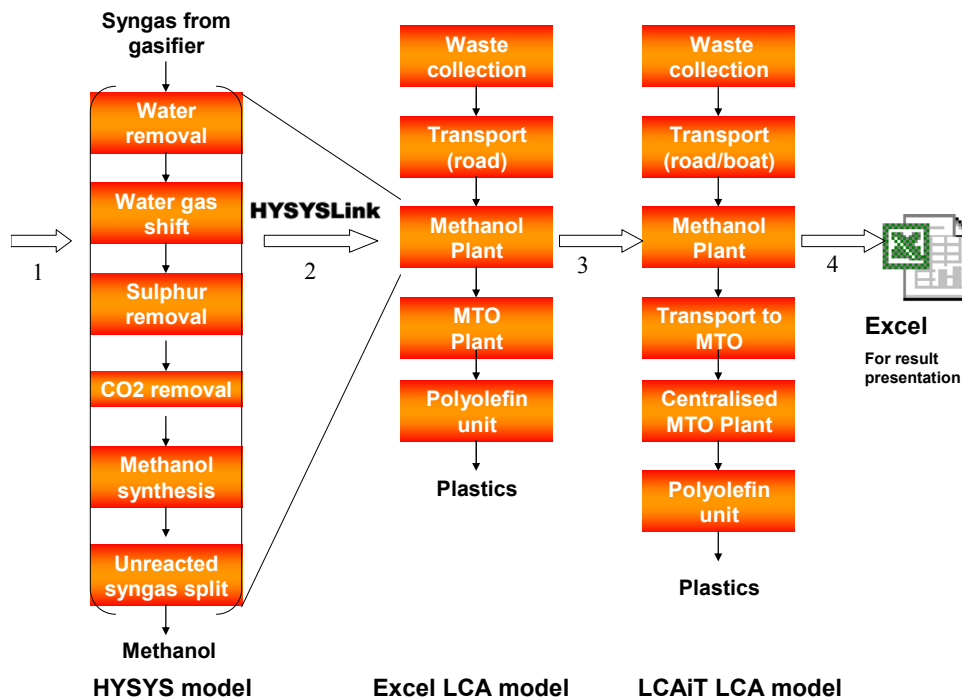 Syngas from
gasifier
Water
removal
Water gas
shift
Sulphur
removal
CO2 removal
Methanol
synthesis
Unreacted
syngas split
Methanol
HYSYS model
1
HYSYSLink
2
Waste
collection
Transport
(road)
Methanol
Plant
MTO
Plant
Polyolefin
unit
Plastics
Excel LCA model
3
Waste
collection
Transport
(road/boat)
Methanol
Plant
Transport to
MTO
Centralised
MTO Plant
Polyolefin
unit
Plastics
LCAiT LCA model
4
Excel
For result
presentation